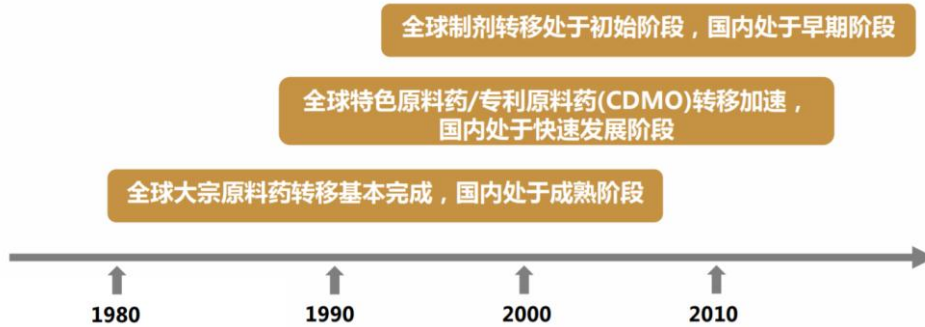 全球制剂转移处于初始阶段，国内处于早期阶段
全球特色原料药/专利原料药(CDMO)转移加速，
国内处于快速发展阶段
全球大宗原料药转移基本完成，国内处于成熟阶段
1980
1990
2000
2010